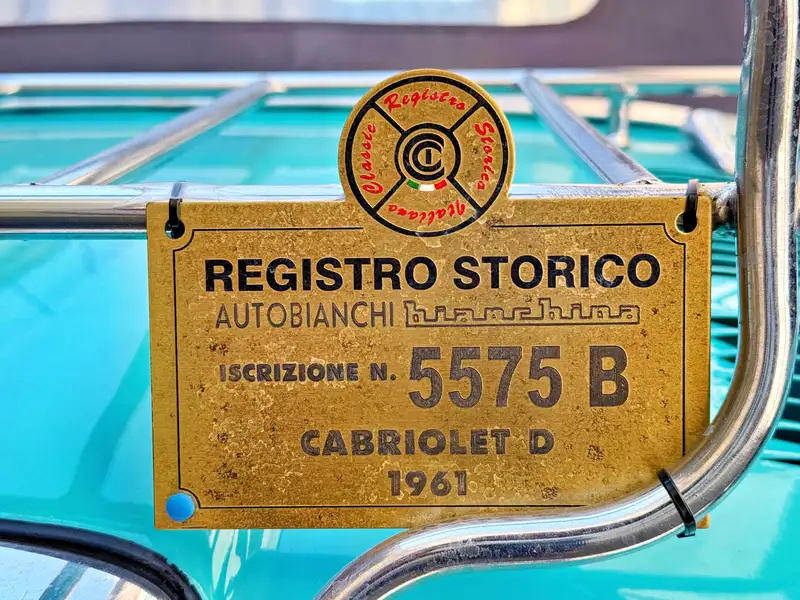 Registro
Storico
Italiano
Classic
REGISTRO STORICO
AUTOBIANCHI bianchina
ISCRIZIONE N. 5575 B
CABRIOLET D
1961